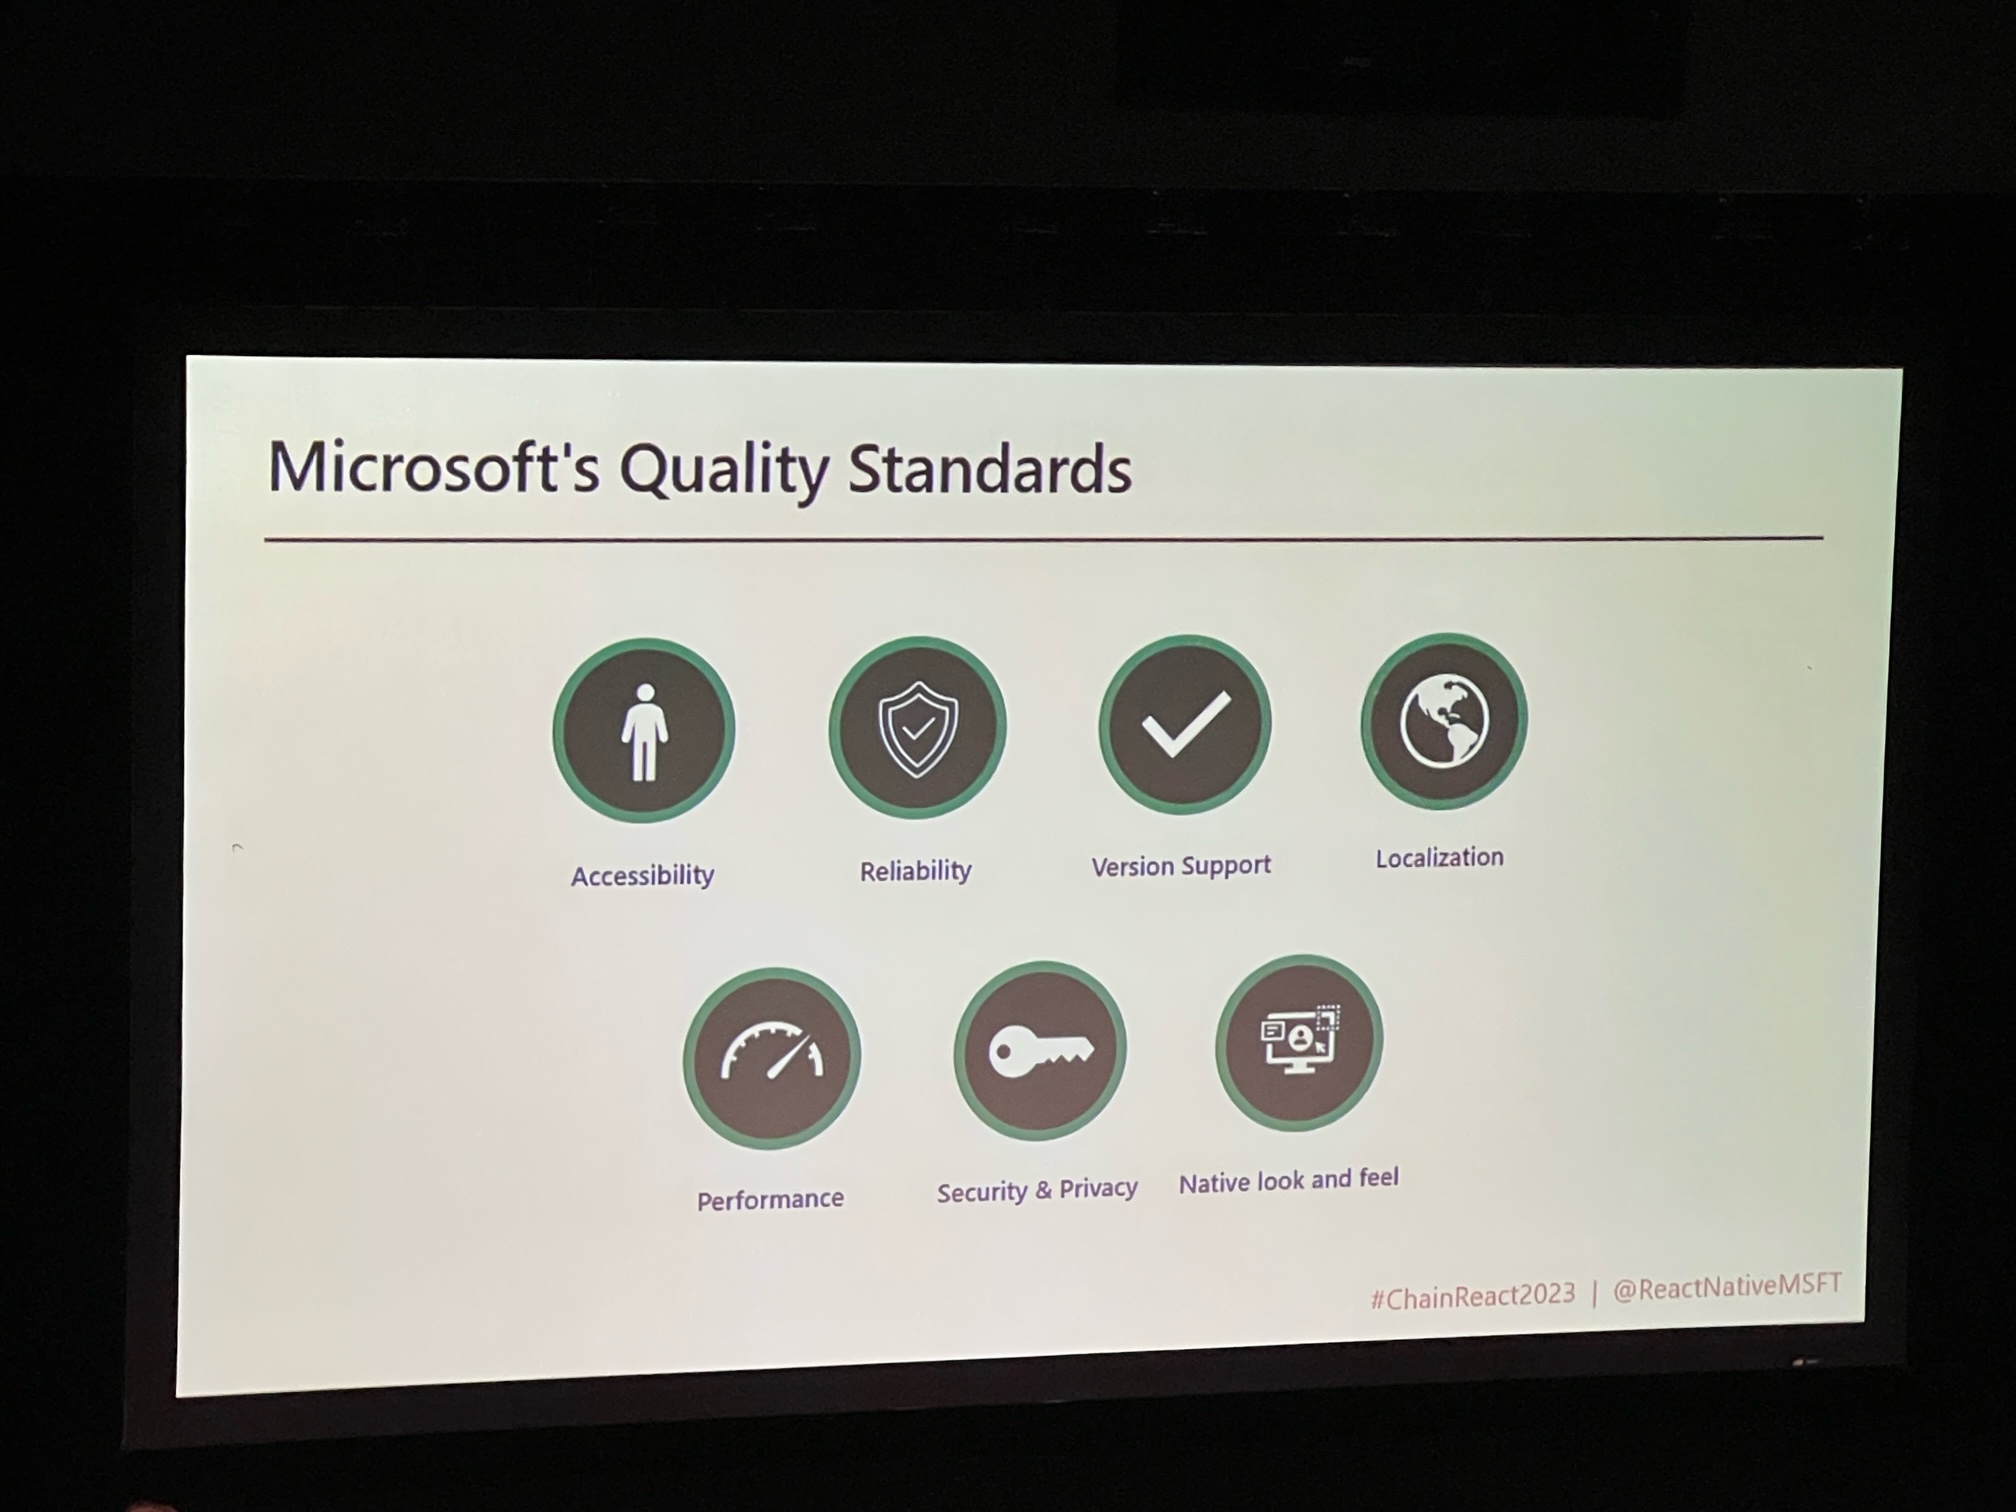 Microsoft's Quality Standards
Accessibility
Reliability
Version Support
Localization
Performance
Security & Privacy
Native look and feel
#ChainReact2023 | @ReactNativeMSFT